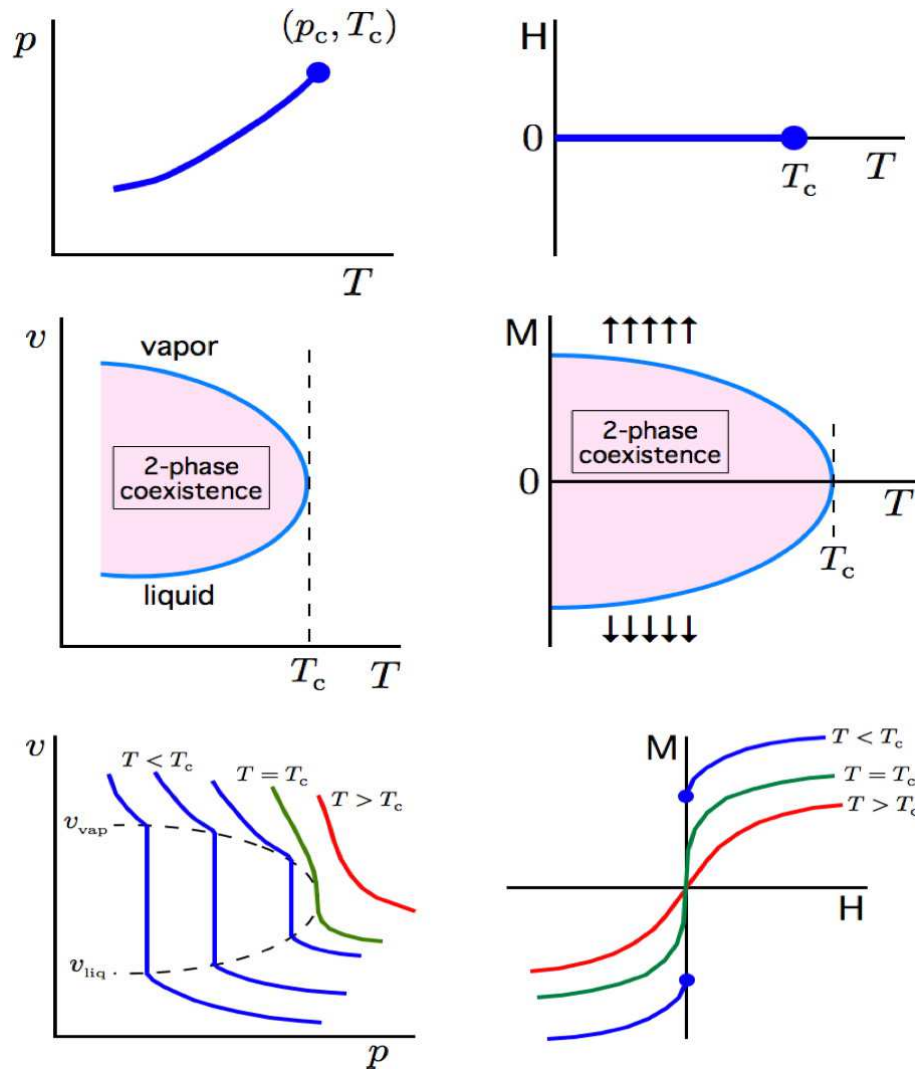 p
(p_c, T_c)
T
H
0
T_c
T
v
vapor
2-phase
coexistence
liquid
T_c
T
M
↑↑↑↑↑
2-phase
coexistence
0
T
T_c
↓↓↓↓↓
v
T < T_c
T = T_c
T > T_c
v_vap
v_liq
p
M
T < T_c
T = T_c
T > T_c
H